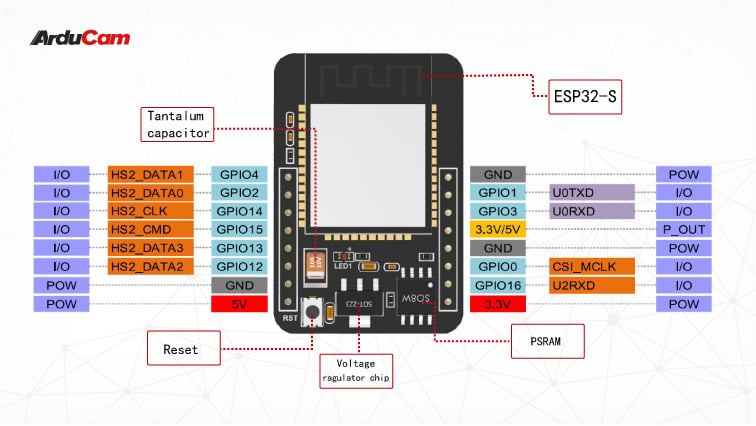 ArduCam
ESP32-S
Tantalum
capacitor
I/O HS2_DATA1 GPIO4
I/O HS2_DATA0 GPIO2
I/O HS2_CLK GPIO14
I/O HS2_CMD GPIO15
I/O HS2_DATA3 GPIO13
I/O HS2_DATA2 GPIO12
POW GND
POW 5V
GND POW
GPIO1 U0TXD I/O
GPIO3 U0RXD I/O
3.3V/5V P_OUT
GND POW
GPIO0 CSI_MCLK I/O
GPIO16 U2RXD I/O
3.3V POW
LED1
+
SOT-223
SO8W
RST
Reset
Voltage
ragulator chip
PSRAM